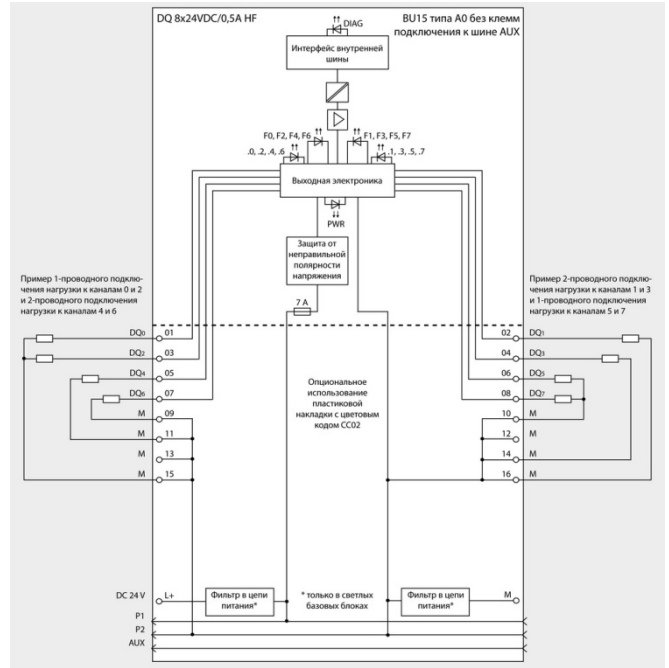 DQ 8x24VDC/0,5A HF
BU15 типа A0 без клемм
подключения к шине AUX
DIAG
Интерфейс внутренней
шины
F0, F2, F4, F6
F1, F3, F5, F7
.0, .2, .4, .6
.1, .3, .5, .7
Выходная электроника
PWR
Защита от
неправильной
полярности
напряжения
7 А
Пример 1-проводного подклю-
чения нагрузки к каналам 0 и 2
и 2-проводного подключения
нагрузки к каналам 4 и 6
Пример 2-проводного подклю-
чения нагрузки к каналам 1 и 3
и 1-проводного подключения
нагрузки к каналам 5 и 7
DQ0 01
DQ2 03
DQ4 05
DQ6 07
M 09
M 11
M 13
M 15
02 DQ1
04 DQ3
06 DQ5
08 DQ7
10 M
12 M
14 M
16 M
Опциональное
использование
пластиковой
накладки с цветовым
кодом CC02
DC 24 V L+
Фильтр в цепи
питания*
* только в светлых
базовых блоках
Фильтр в цепи
питания*
M
P1
P2
AUX